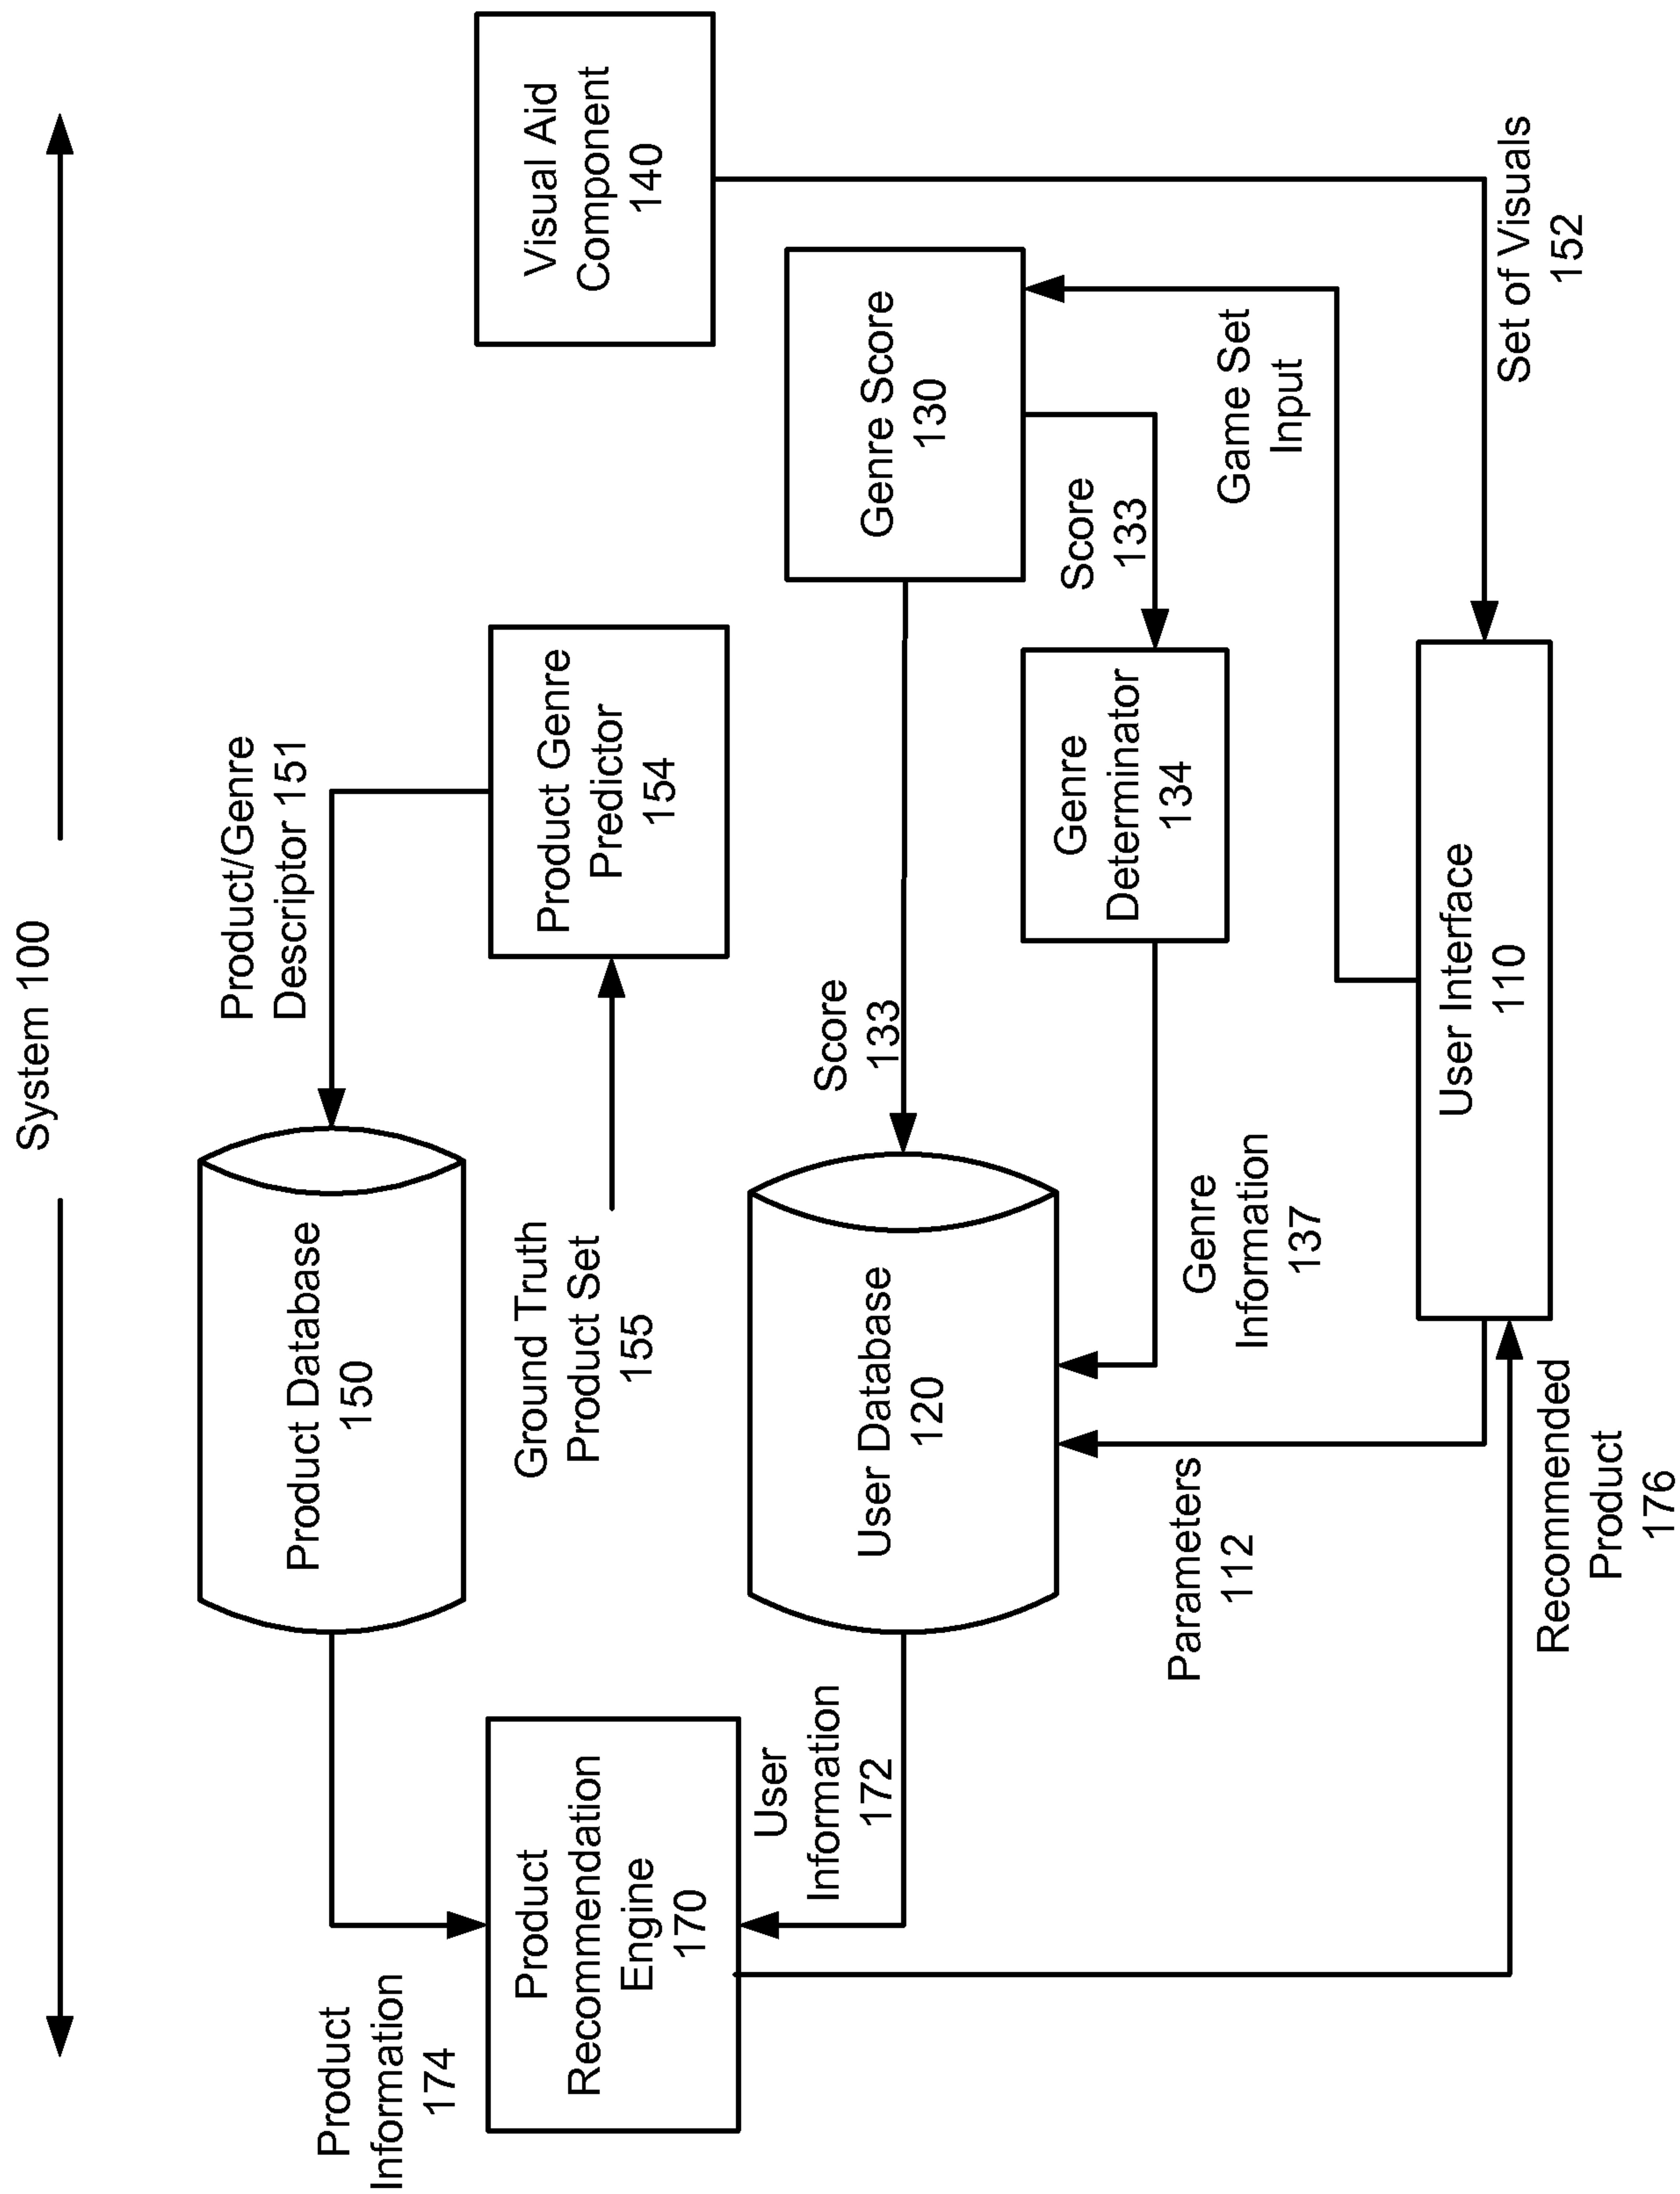 System 100
Product Information
174
Product Database
150
Product/Genre
Descriptor 151
Product
Recommendation
Engine
170
Ground Truth
Product Set
155
Product Genre
Predictor
154
Visual Aid
Component
140
User
Information
172
User Database
120
Score
133
Genre Score
130
Parameters
112
Genre
Information
137
Genre
Determinator
134
Score
133
Game Set
Input
User Interface
110
Recommended
Product
176
Set of Visuals
152